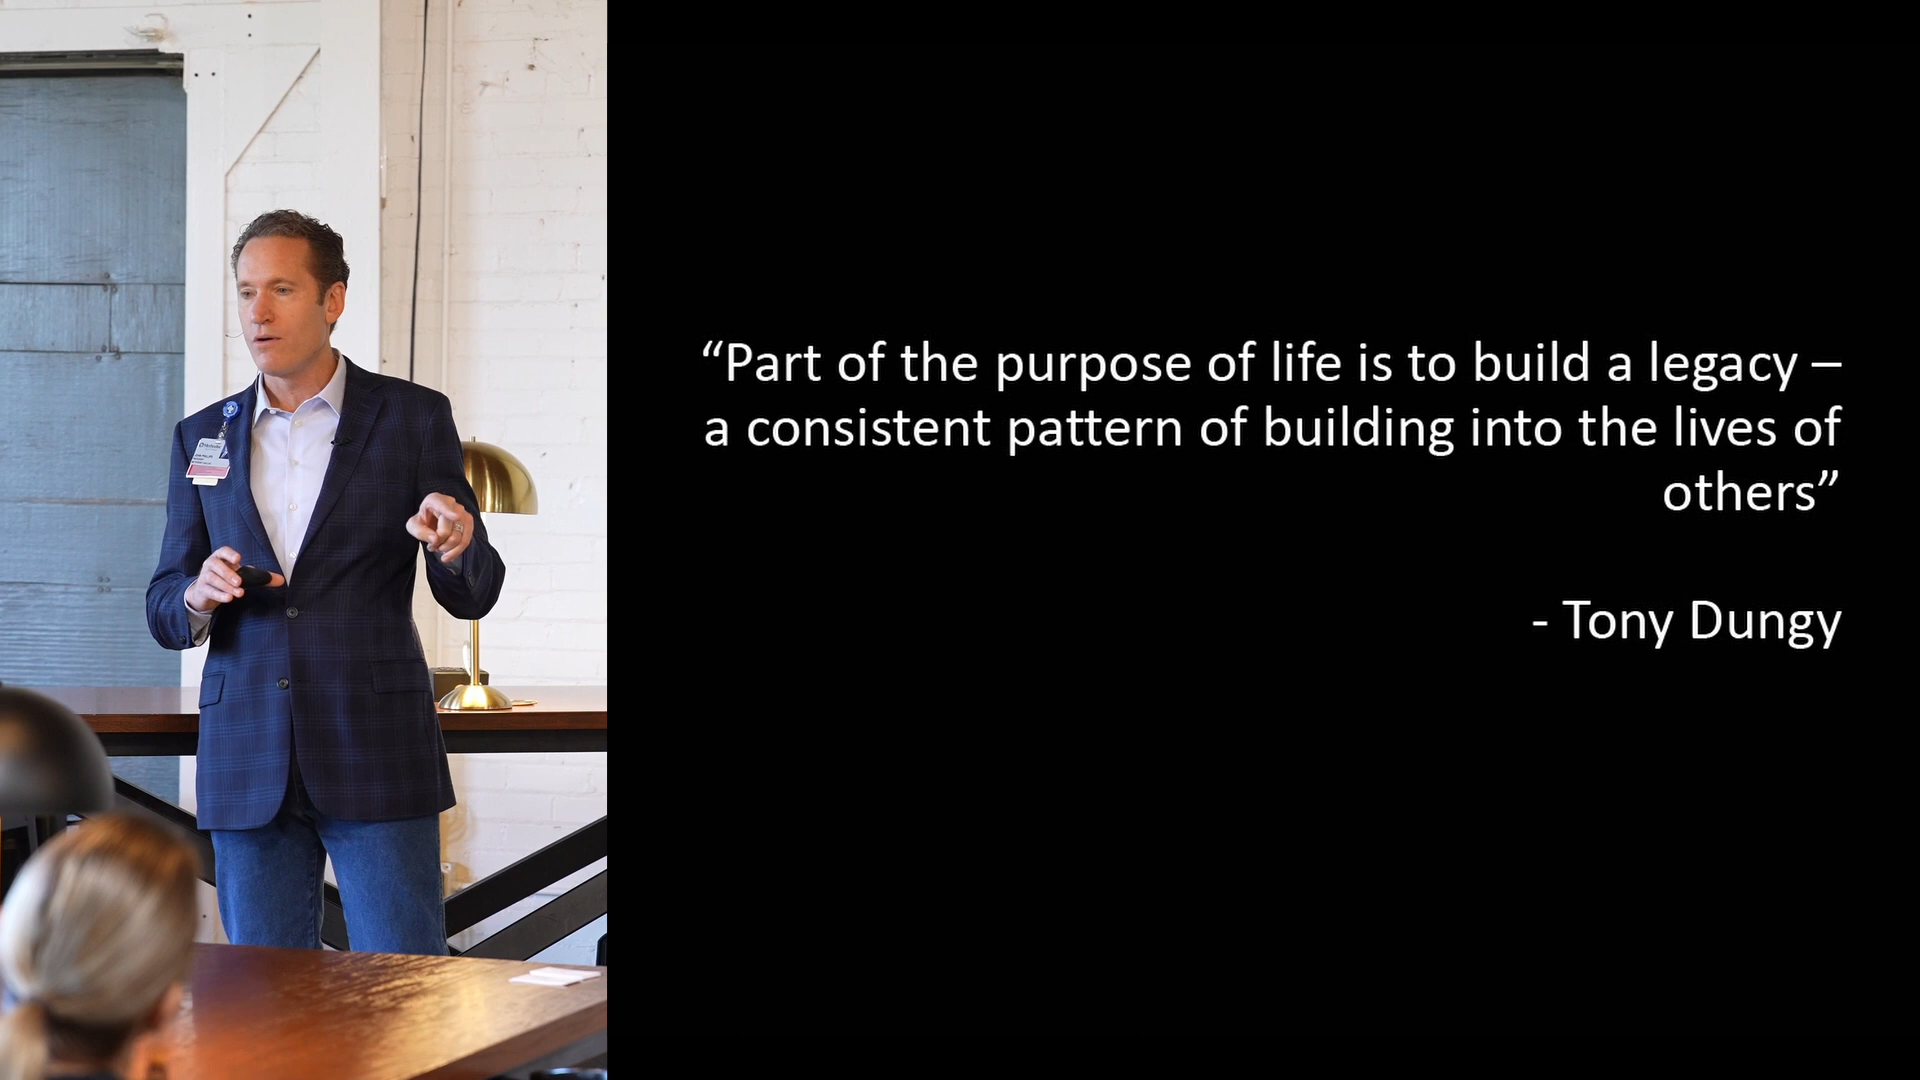 “Part of the purpose of life is to build a legacy –
a consistent pattern of building into the lives of
others”
- Tony Dungy